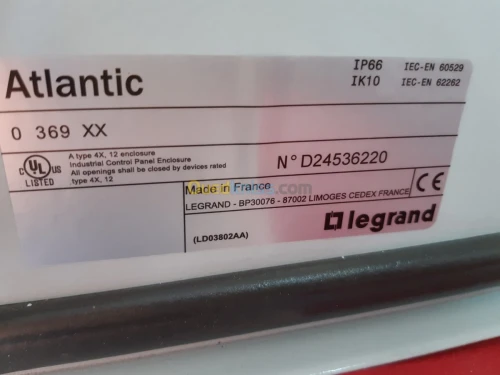 Atlantic
IP66 IEC-EN 60529
IK10 IEC-EN 62262
0 369 XX
c UL US LISTED
A type 4X, 12 enclosure
Industrial Control Panel Enclosure
All openings shall be closed by devices rated
type 4X, 12
N° D24536220
Made in France
LEGRAND - BP30076 - 87002 LIMOGES CEDEX FRANCE
CE
(LD03802AA)
legrand